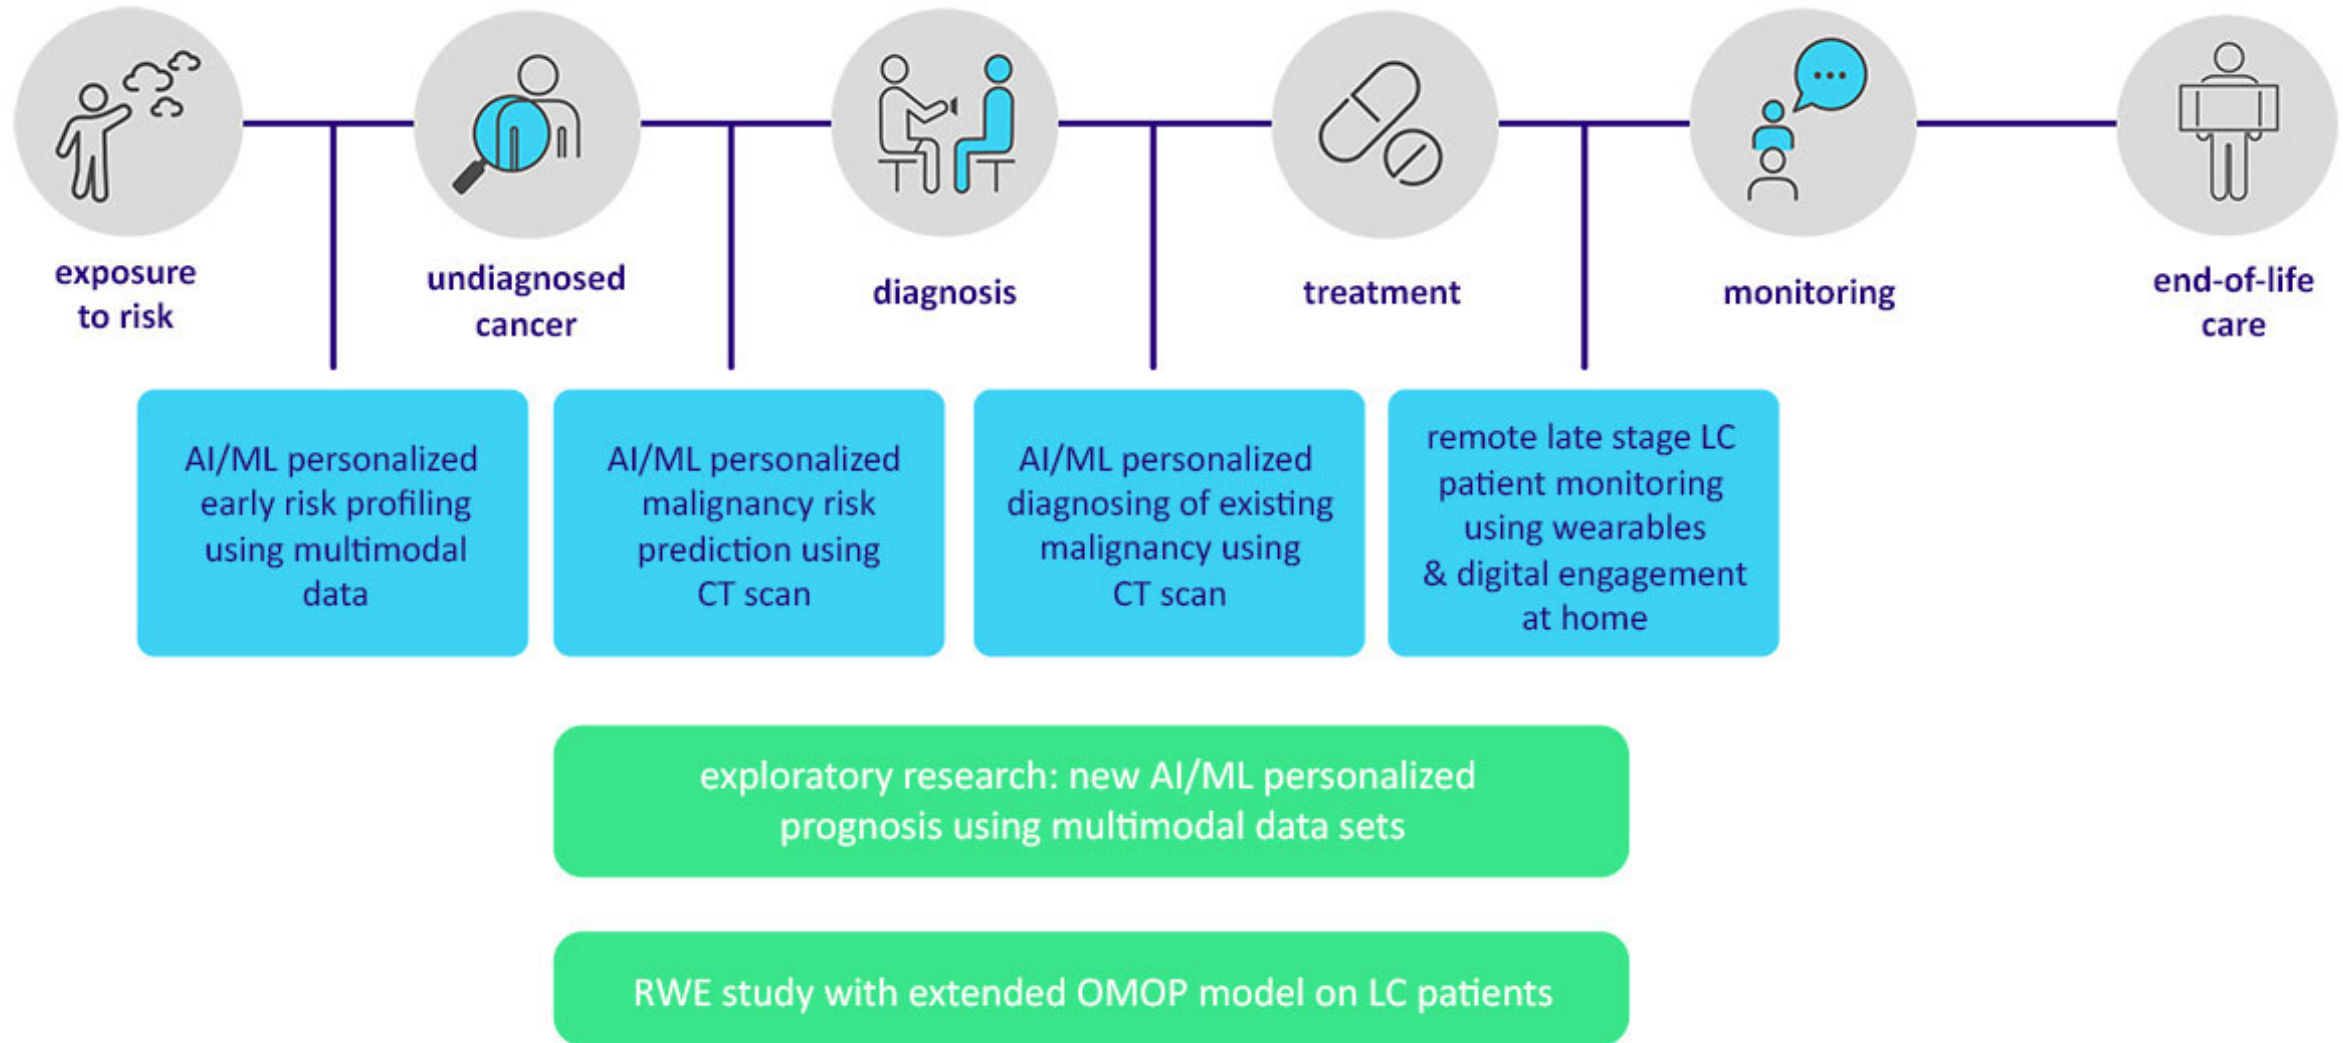 exposure
to risk
undiagnosed
cancer
diagnosis
treatment
monitoring
end-of-life
care
AI/ML personalized
early risk profiling
using multimodal
data
AI/ML personalized
malignancy risk
prediction using
CT scan
AI/ML personalized
diagnosing of existing
malignancy using
CT scan
remote late stage LC
patient monitoring
using wearables
& digital engagement
at home
exploratory research: new AI/ML personalized
prognosis using multimodal data sets
RWE study with extended OMOP model on LC patients